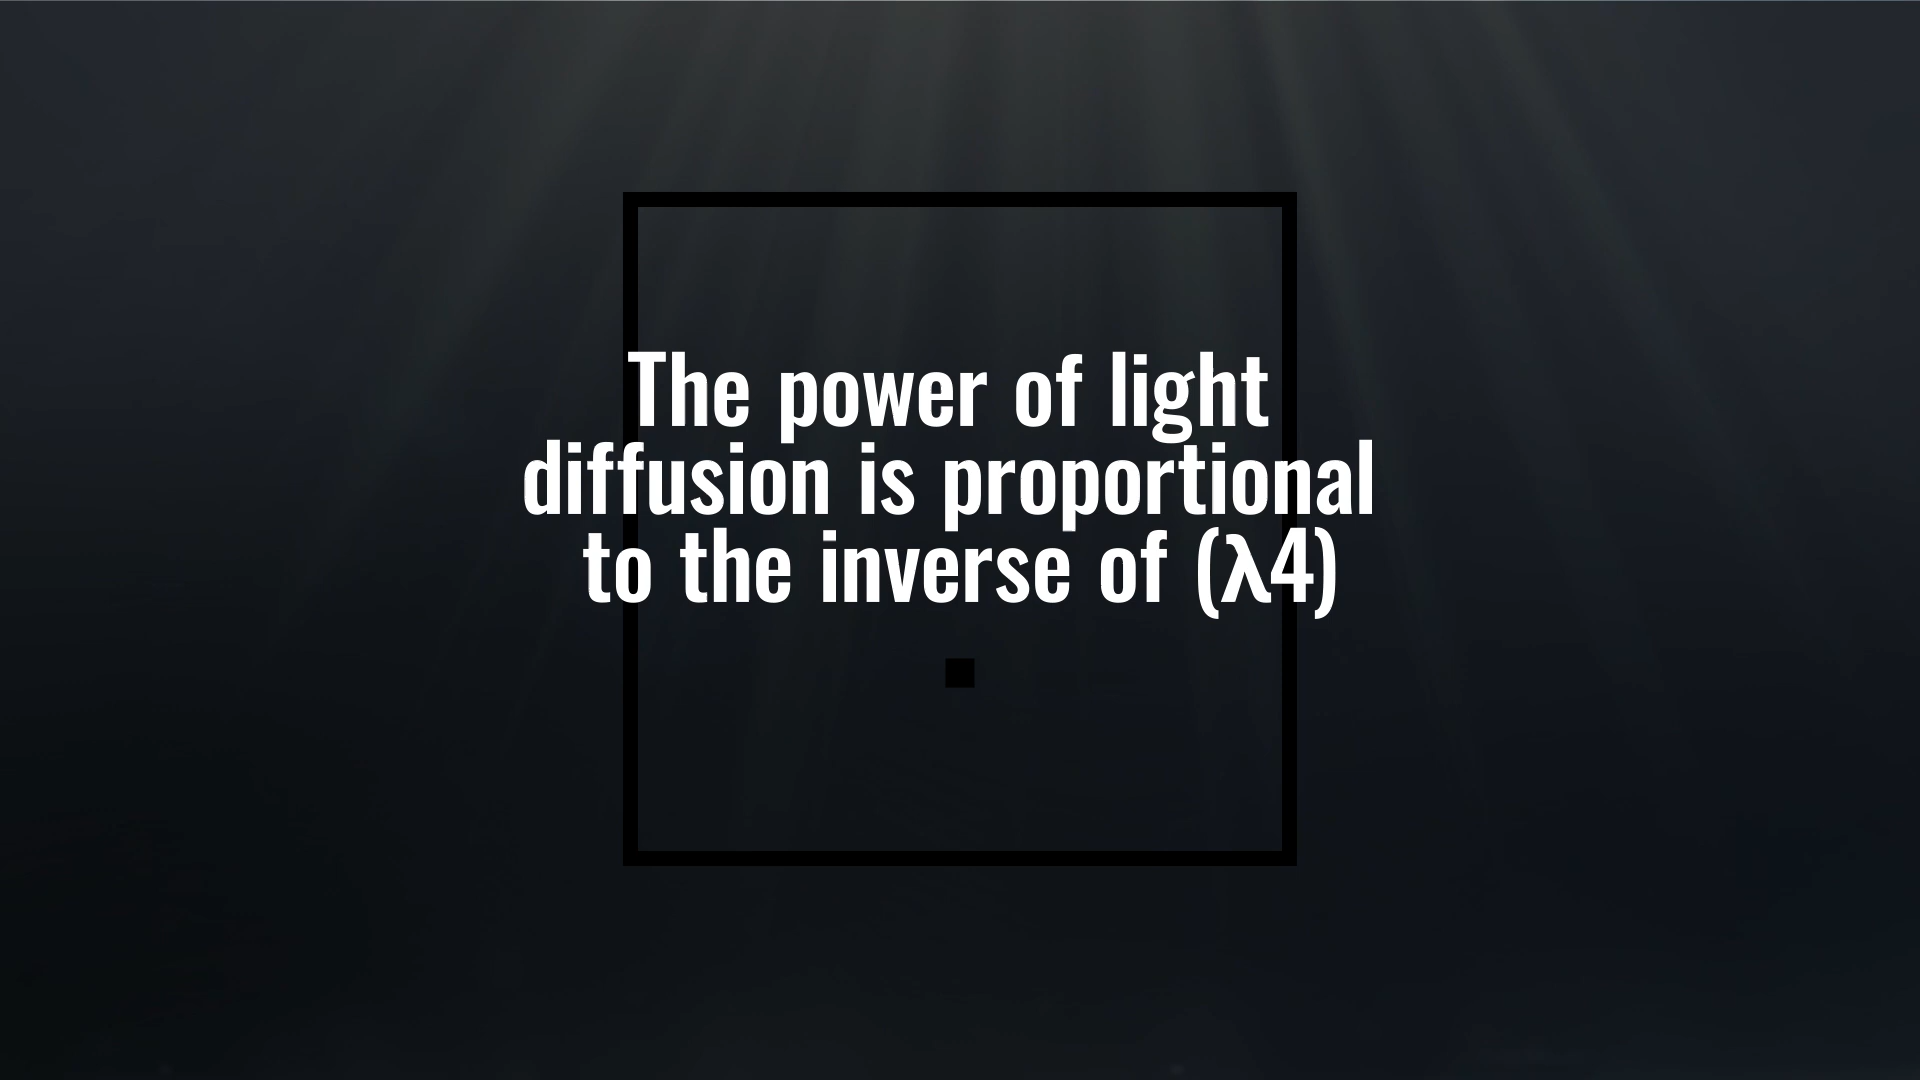 The power of light
diffusion is proportional
to the inverse of (λ4)